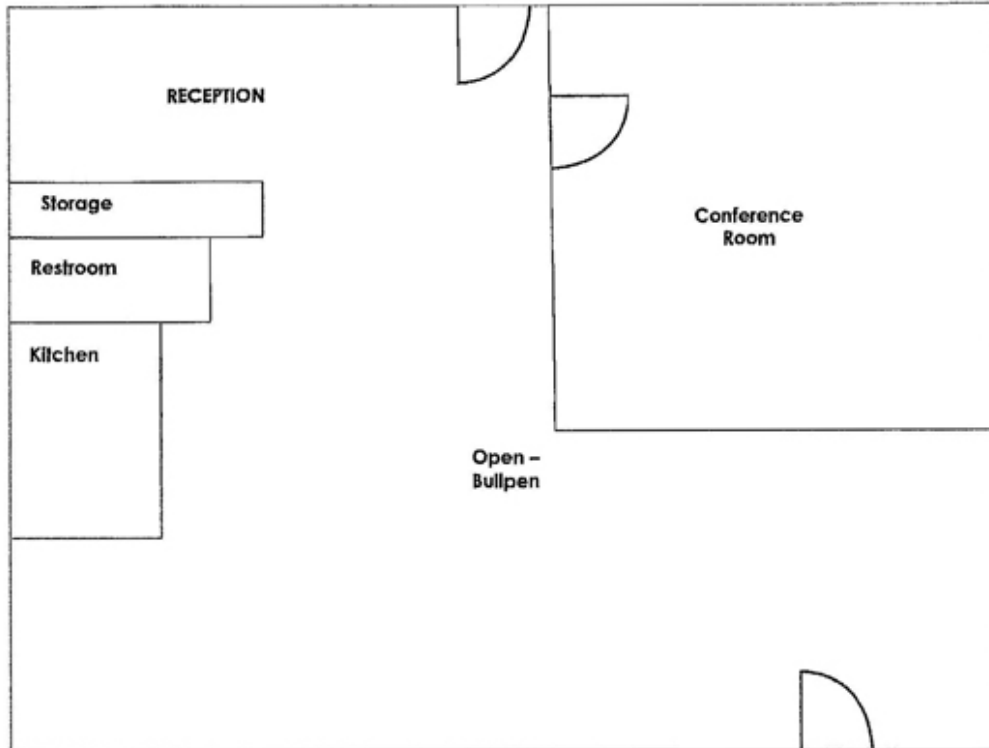 RECEPTION
Storage
Restroom
Kitchen
Conference
Room
Open –
Bullpen